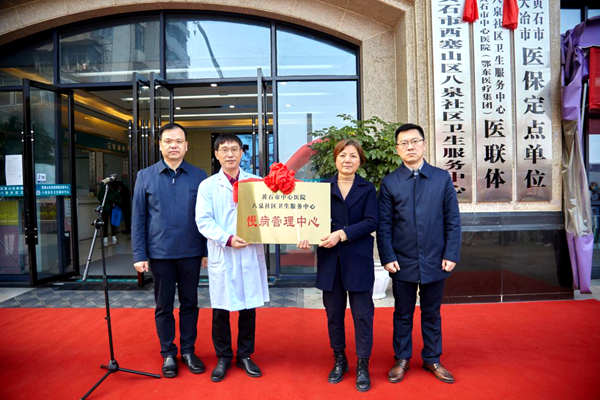 黄石市中心医院
八泉社区卫生服务中心
慢病管理中心
黄石市西塞山区八泉社区卫生服务中心
黄石市中心医院(鄂东医疗集团)
八泉社区卫生服务中心
医联体
黄石市
大冶市
医保定点单位